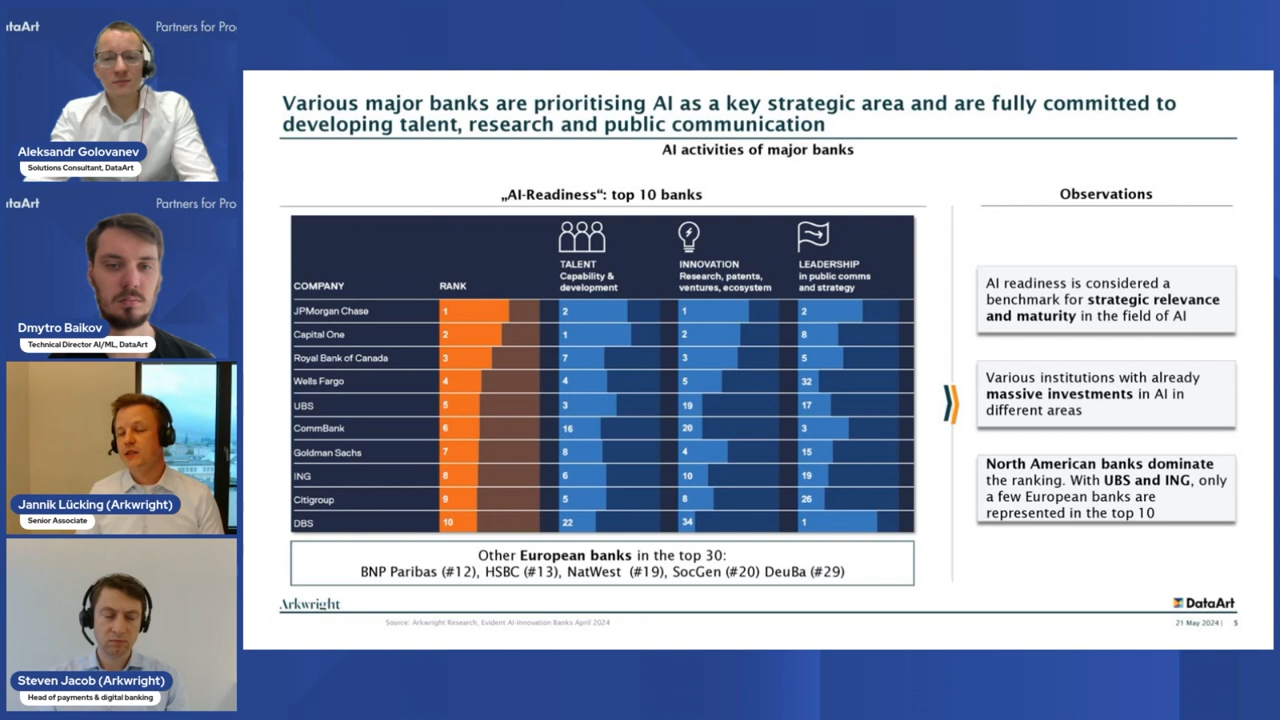 taArt
Partners for Pro
Aleksandr Golovanev
Solutions Consultant, DataArt
taArt
Partners for Pro
Dmytro Baikov
Technical Director AI/ML, DataArt
Jannik Lücking (Arkwright)
Senior Associate
Steven Jacob (Arkwright)
Head of payments & digital banking
Various major banks are prioritising AI as a key strategic area and are fully committed to
developing talent, research and public communication
AI activities of major banks
„AI-Readiness“: top 10 banks
COMPANY RANK
TALENT
Capability &
development
INNOVATION
Research, patents,
ventures, ecosystem
LEADERSHIP
in public comms
and strategy
JPMorgan Chase 1 2 1 2
Capital One 2 1 2 8
Royal Bank of Canada 3 7 3 5
Wells Fargo 4 4 5 32
UBS 5 3 19 17
CommBank 6 16 20 3
Goldman Sachs 7 8 4 15
ING 8 6 10 19
Citigroup 9 5 8 26
DBS 10 22 34 1
Other European banks in the top 30:
BNP Paribas (#12), HSBC (#13), NatWest (#19), SocGen (#20) DeuBa (#29)
Observations
AI readiness is considered a
benchmark for strategic relevance
and maturity in the field of AI
Various institutions with already
massive investments in AI in
different areas
North American banks dominate
the ranking. With UBS and ING, only
a few European banks are
represented in the top 10
Arkwright
DataArt
Source: Arkwright Research, Evident AI-Innovation Banks April 2024
21 May 2024 | 5